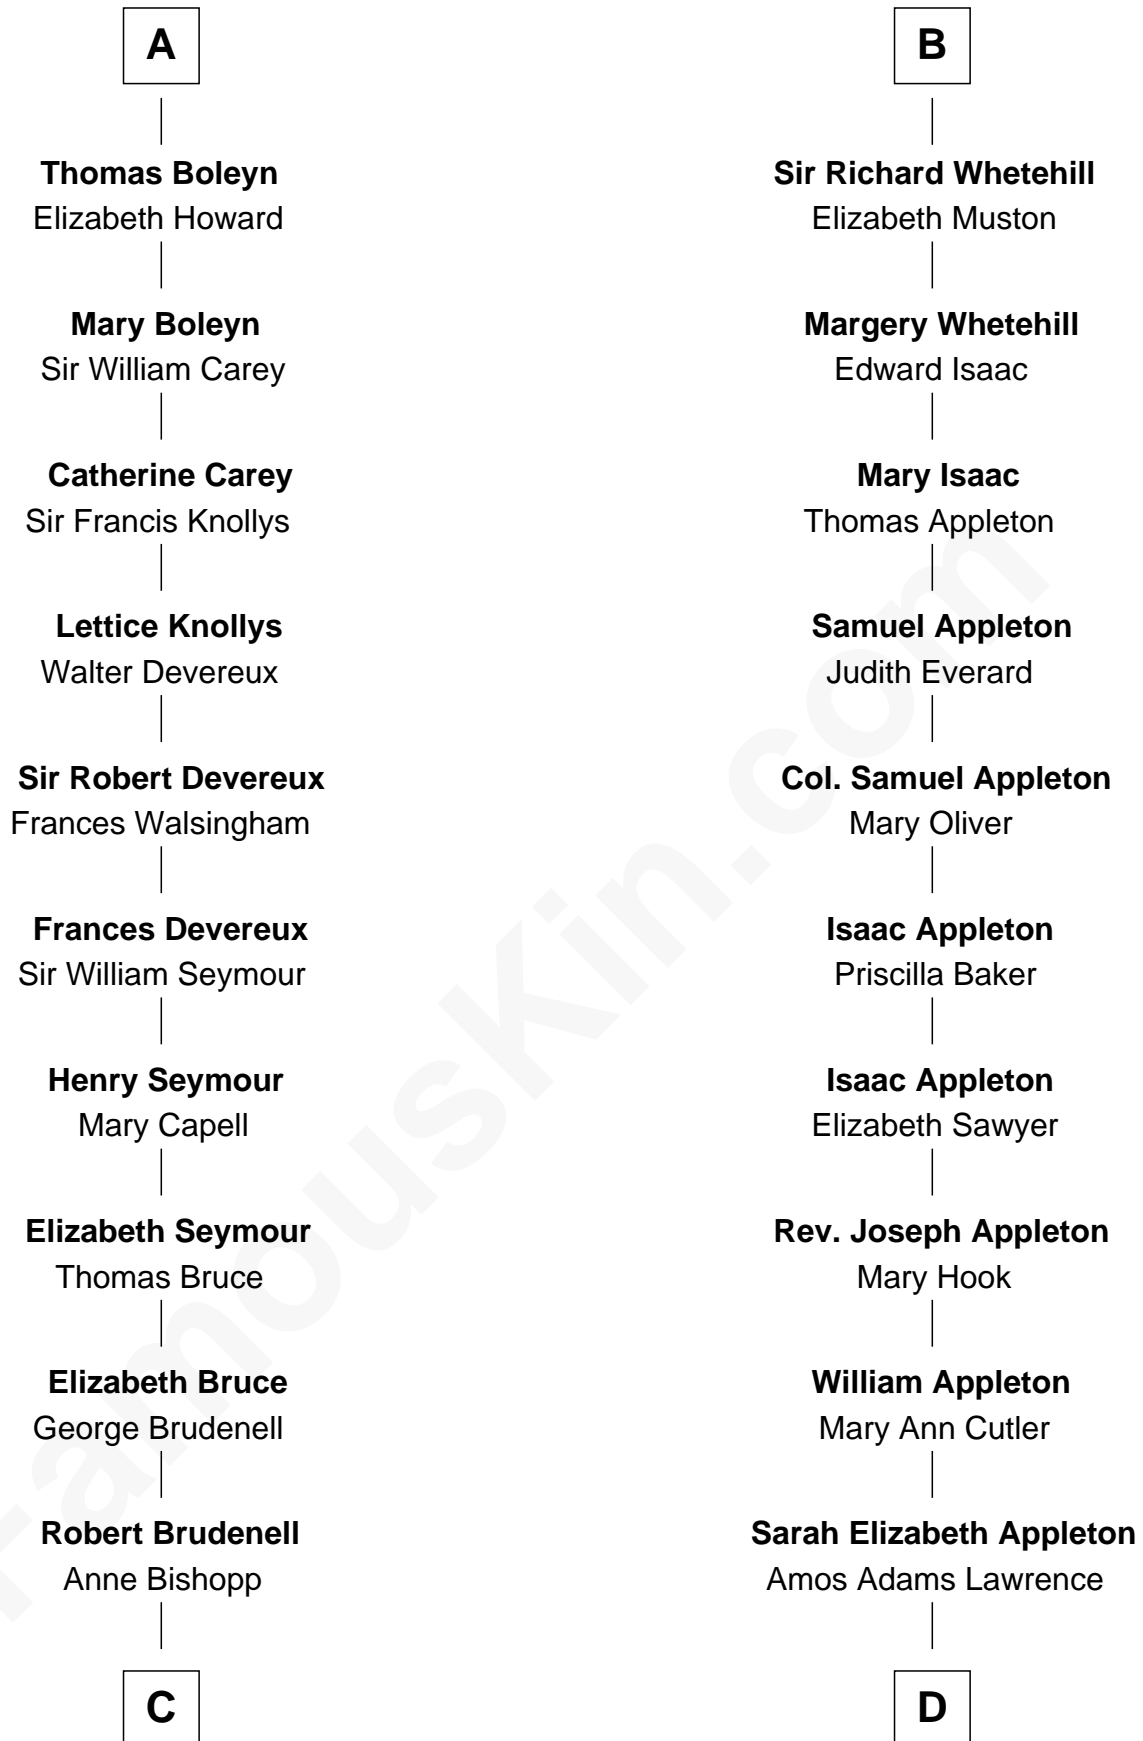 A
Thomas Boleyn
Elizabeth Howard
Mary Boleyn
Sir William Carey
Catherine Carey
Sir Francis Knollys
Lettice Knollys
Walter Devereux
Sir Robert Devereux
Frances Walsingham
Frances Devereux
Sir William Seymour
Henry Seymour
Mary Capell
Elizabeth Seymour
Thomas Bruce
Elizabeth Bruce
George Brudenell
Robert Brudenell
Anne Bishopp
C
B
Sir Richard Whetehill
Elizabeth Muston
Margery Whetehill
Edward Isaac
Mary Isaac
Thomas Appleton
Samuel Appleton
Judith Everard
Col. Samuel Appleton
Mary Oliver
Isaac Appleton
Priscilla Baker
Isaac Appleton
Elizabeth Sawyer
Rev. Joseph Appleton
Mary Hook
William Appleton
Mary Ann Cutler
Sarah Elizabeth Appleton
Amos Adams Lawrence
D
FamousKin.com